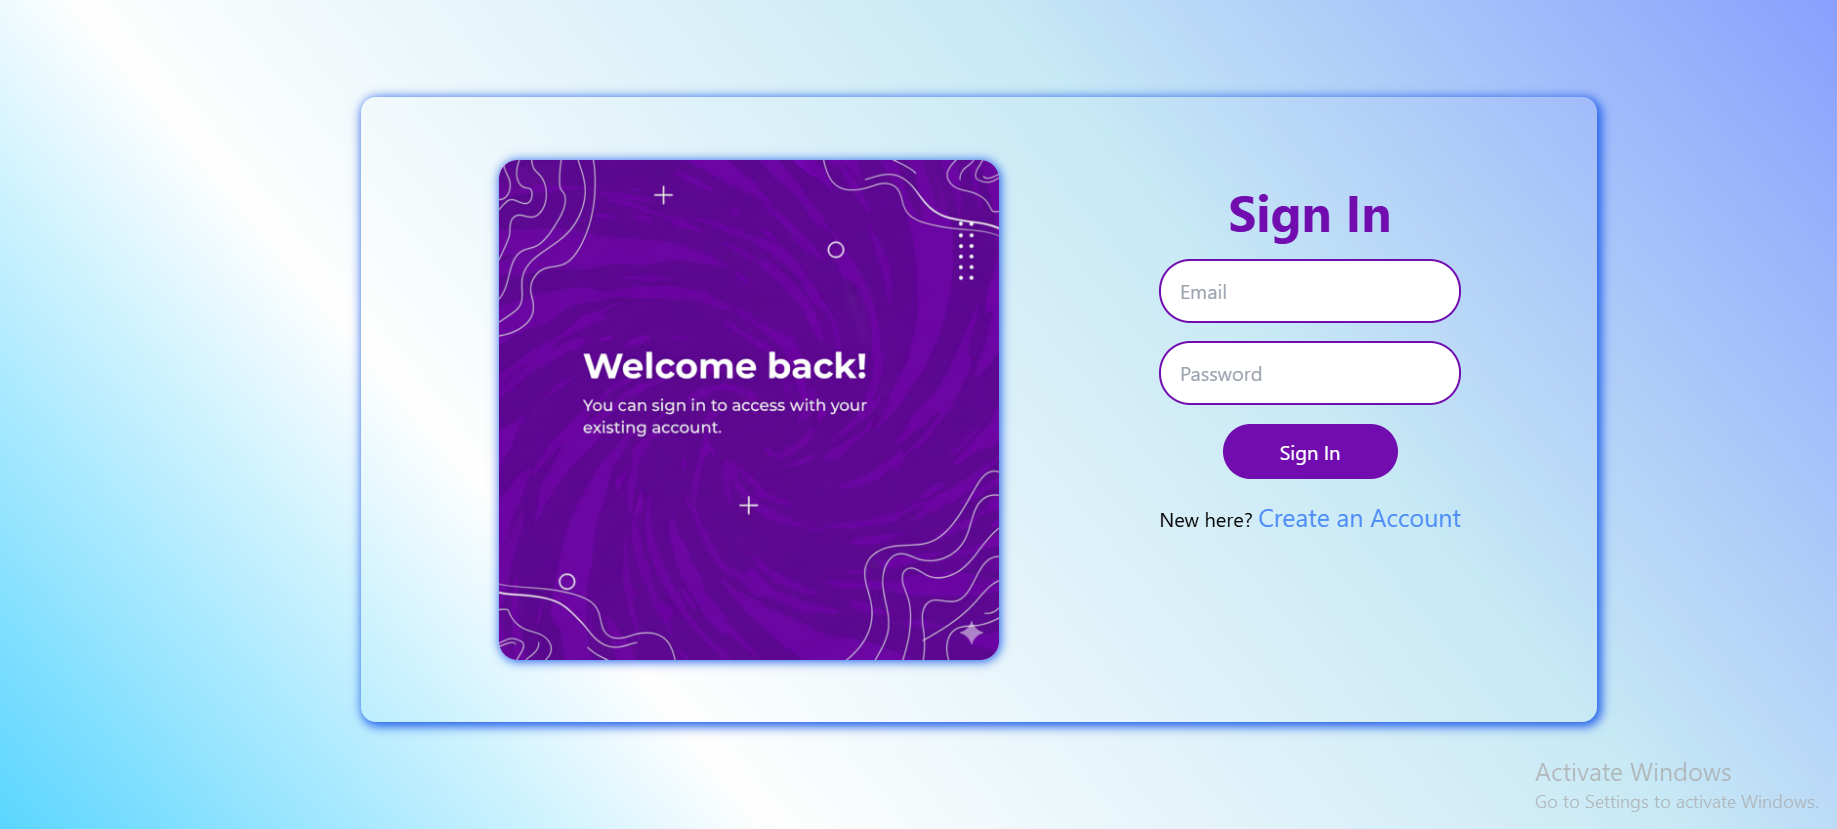 Welcome back!
You can sign in to access with your
existing account.
Sign In
Email
Password
Sign In
New here? Create an Account
Activate Windows
Go to Settings to activate Windows.